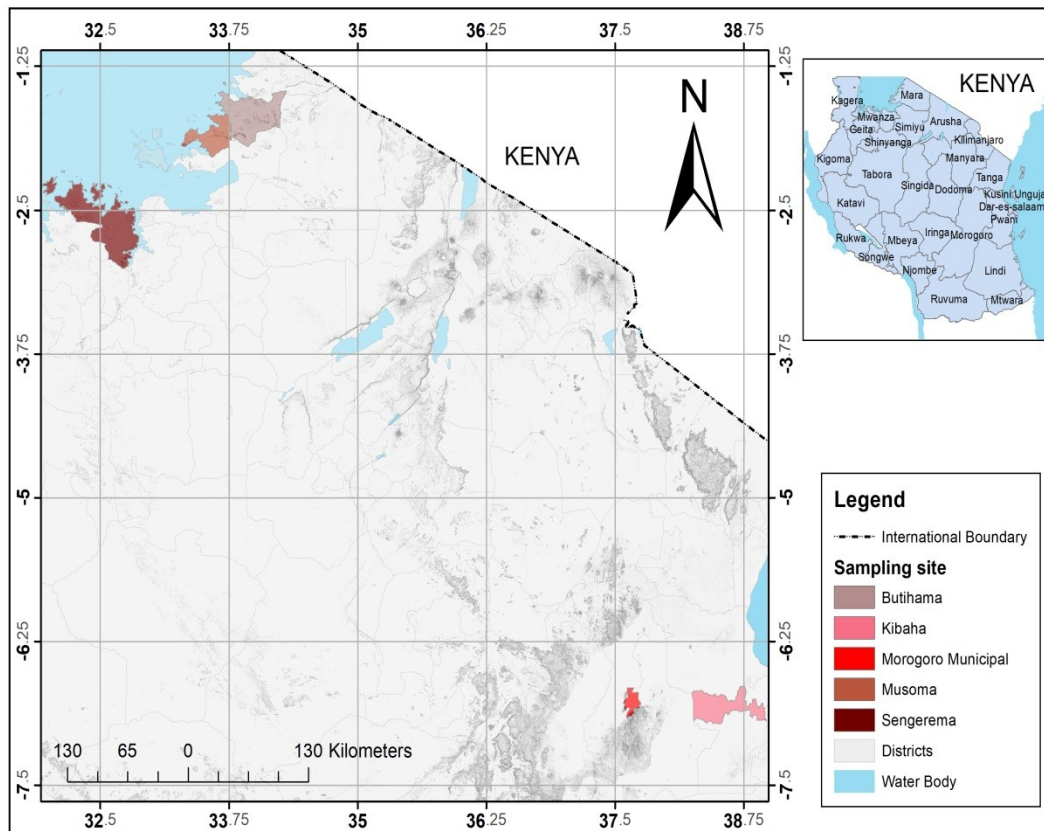 32.5 33.75 35 36.25 37.5 38.75
-1.25 -1.25
N
KENYA
-2.5 -2.5
-3.75 -3.75
-5 -5
-6.25 -6.25
-7.5 -7.5
130 65 0 130 Kilometers
32.5 33.75 35 36.25 37.5 38.75
KENYA
Kagera
Mara
Mwanza
Arusha
Geita
Simiyu
Shinyanga
Kilimanjaro
Kigoma
Manyara
Tabora
Tanga
Singida
Dodoma
Kusini Unguja
Katavi
Dar-es-salaam
Pwani
Iringa
Morogoro
Rukwa
Mbeya
Songwe
Njombe
Lindi
Ruvuma
Mtwara
Legend
International Boundary
Sampling site
Butihama
Kibaha
Morogoro Municipal
Musoma
Sengerema
Districts
Water Body